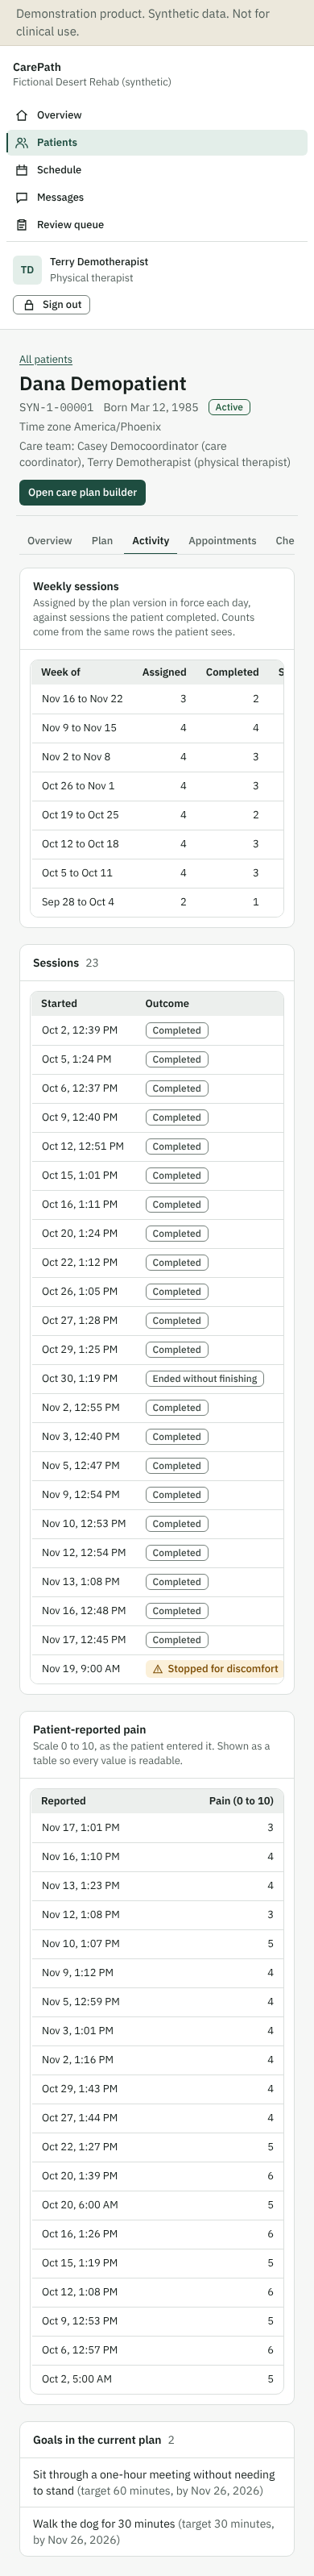 Demonstration product. Synthetic data. Not for
clinical use.
CarePath
Fictional Desert Rehab (synthetic)
Overview
Patients
Schedule
Messages
Review queue
TD
Terry Demotherapist
Physical therapist
Sign out
All patients
Dana Demopatient
SYN-1-00001 Born Mar 12, 1985 Active
Time zone America/Phoenix
Care team: Casey Democoordinator (care
coordinator), Terry Demotherapist (physical therapist)
Open care plan builder
Overview Plan Activity Appointments Che
Weekly sessions
Assigned by the plan version in force each day,
against sessions the patient completed. Counts
come from the same rows the patient sees.
Week of Assigned Completed S
Nov 16 to Nov 22 3 2
Nov 9 to Nov 15 4 4
Nov 2 to Nov 8 4 3
Oct 26 to Nov 1 4 3
Oct 19 to Oct 25 4 2
Oct 12 to Oct 18 4 3
Oct 5 to Oct 11 4 3
Sep 28 to Oct 4 2 1
Sessions 23
Started Outcome
Oct 2, 12:39 PM Completed
Oct 5, 1:24 PM Completed
Oct 6, 12:37 PM Completed
Oct 9, 12:40 PM Completed
Oct 12, 12:51 PM Completed
Oct 15, 1:01 PM Completed
Oct 16, 1:11 PM Completed
Oct 20, 1:24 PM Completed
Oct 22, 1:12 PM Completed
Oct 26, 1:05 PM Completed
Oct 27, 1:28 PM Completed
Oct 29, 1:25 PM Completed
Oct 30, 1:19 PM Ended without finishing
Nov 2, 12:55 PM Completed
Nov 3, 12:40 PM Completed
Nov 5, 12:47 PM Completed
Nov 9, 12:54 PM Completed
Nov 10, 12:53 PM Completed
Nov 12, 12:54 PM Completed
Nov 13, 1:08 PM Completed
Nov 16, 12:48 PM Completed
Nov 17, 12:45 PM Completed
Nov 19, 9:00 AM Stopped for discomfort
Patient-reported pain
Scale 0 to 10, as the patient entered it. Shown as a
table so every value is readable.
Reported Pain (0 to 10)
Nov 17, 1:01 PM 3
Nov 16, 1:10 PM 4
Nov 13, 1:23 PM 4
Nov 12, 1:08 PM 3
Nov 10, 1:07 PM 5
Nov 9, 1:12 PM 4
Nov 5, 12:59 PM 4
Nov 3, 1:01 PM 4
Nov 2, 1:16 PM 4
Oct 29, 1:43 PM 4
Oct 27, 1:44 PM 4
Oct 22, 1:27 PM 5
Oct 20, 1:39 PM 6
Oct 20, 6:00 AM 5
Oct 16, 1:26 PM 6
Oct 15, 1:19 PM 5
Oct 12, 1:08 PM 6
Oct 9, 12:53 PM 5
Oct 6, 12:57 PM 6
Oct 2, 5:00 AM 5
Goals in the current plan 2
Sit through a one-hour meeting without needing
to stand (target 60 minutes, by Nov 26, 2026)
Walk the dog for 30 minutes (target 30 minutes,
by Nov 26, 2026)